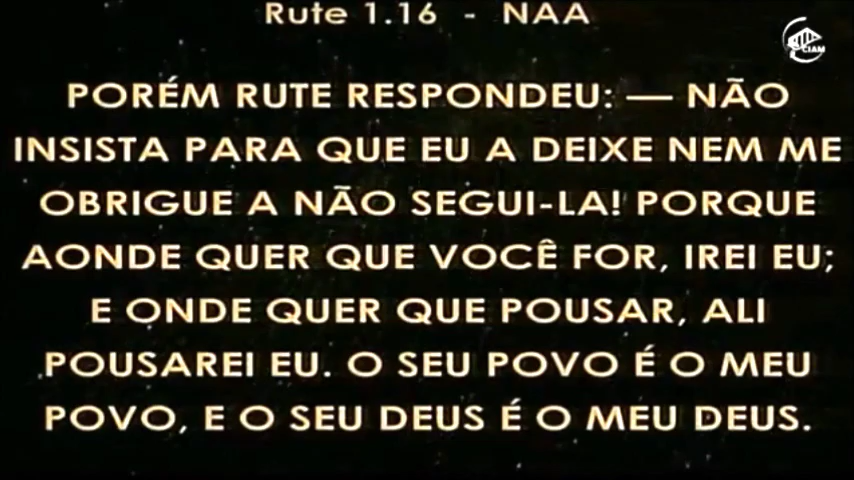 Rute 1.16 - NAA
CIAM
PORÉM RUTE RESPONDEU: — NÃO
INSISTA PARA QUE EU A DEIXE NEM ME
OBRIGUE A NÃO SEGUI-LA! PORQUE
AONDE QUER QUE VOCÊ FOR, IREI EU;
E ONDE QUER QUE POUSAR, ALI
POUSAREI EU. O SEU POVO É O MEU
POVO, E O SEU DEUS É O MEU DEUS.